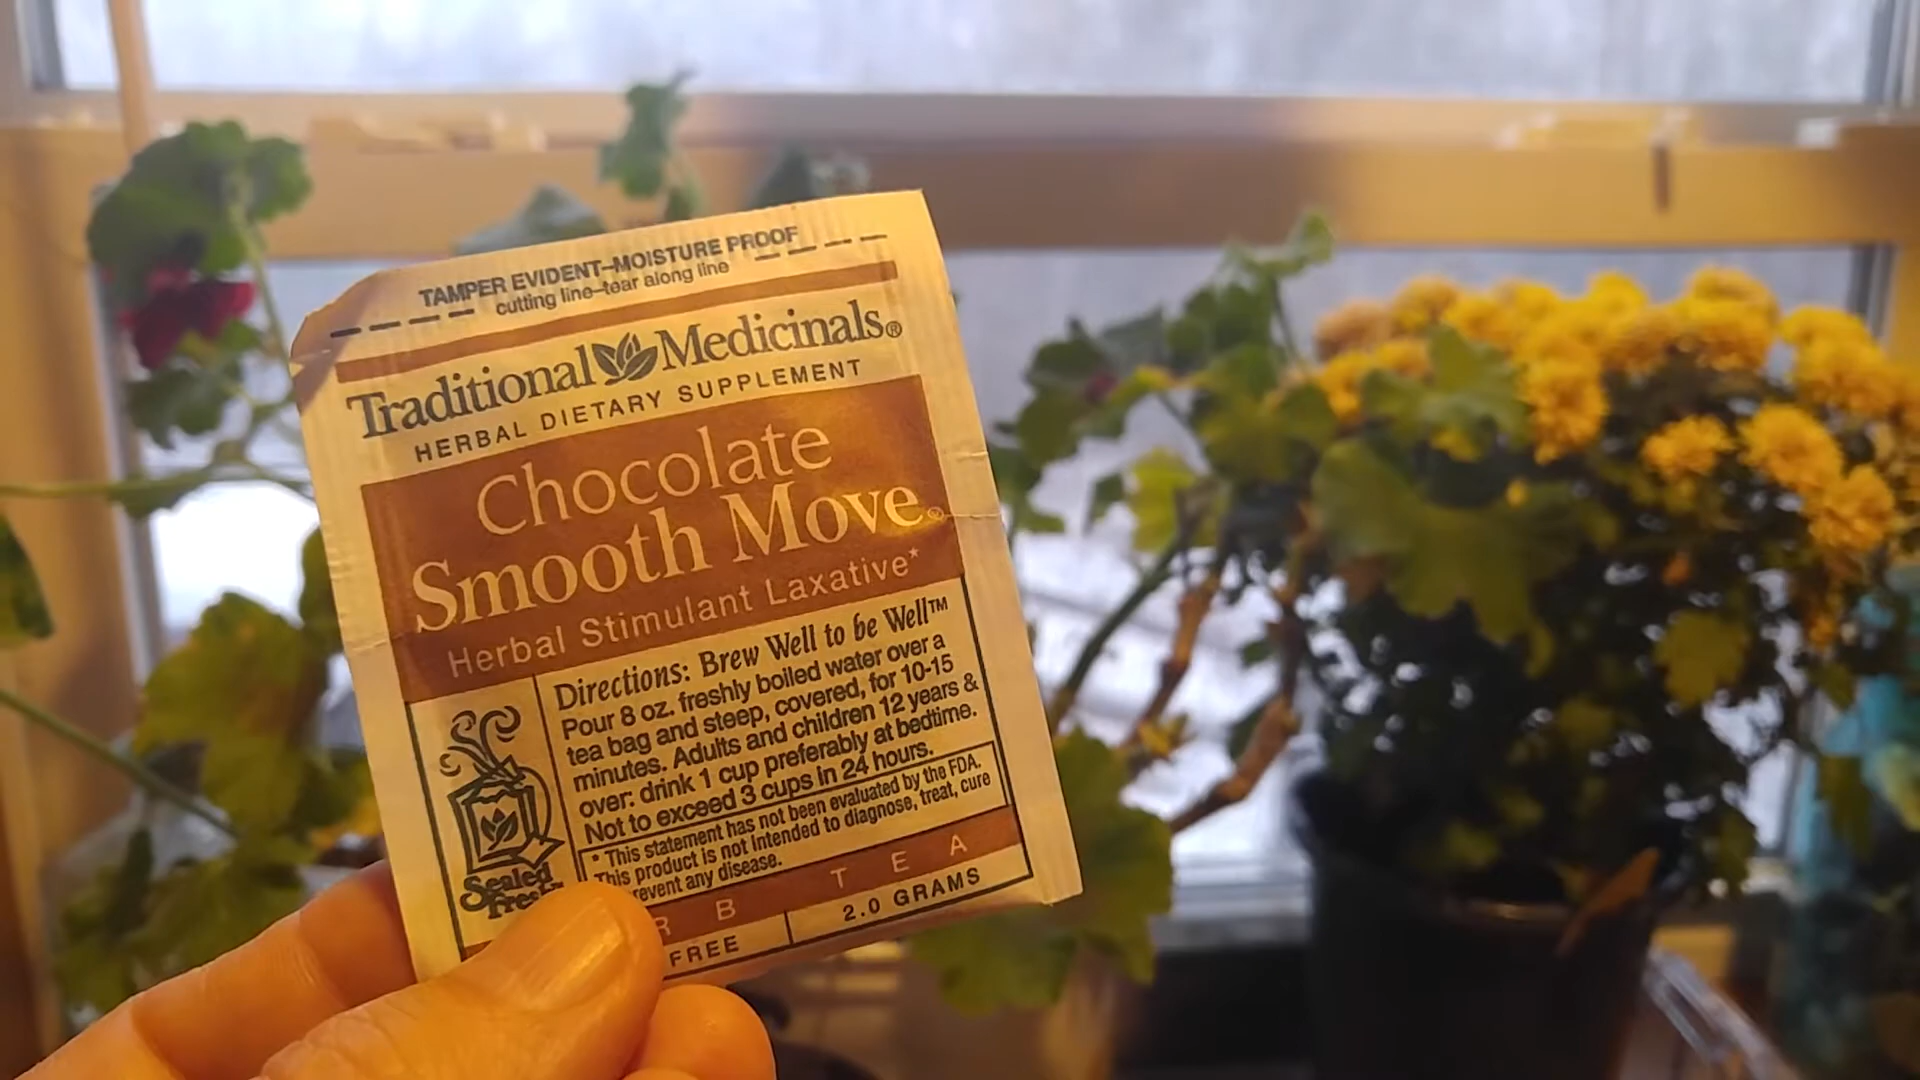 TAMPER EVIDENT–MOISTURE PROOF
cutting line–tear along line
Traditional Medicinals®
HERBAL DIETARY SUPPLEMENT
Chocolate
Smooth Move®
Herbal Stimulant Laxative*
Directions: Brew Well to be Well™
Pour 8 oz. freshly boiled water over a
tea bag and steep, covered, for 10-15
minutes. Adults and children 12 years &
over: drink 1 cup preferably at bedtime.
Not to exceed 3 cups in 24 hours.
* This statement has not been evaluated by the FDA.
This product is not intended to diagnose, treat, cure
any disease.
Sealed
Fresh™
TEA
FREE
2.0 GRAMS